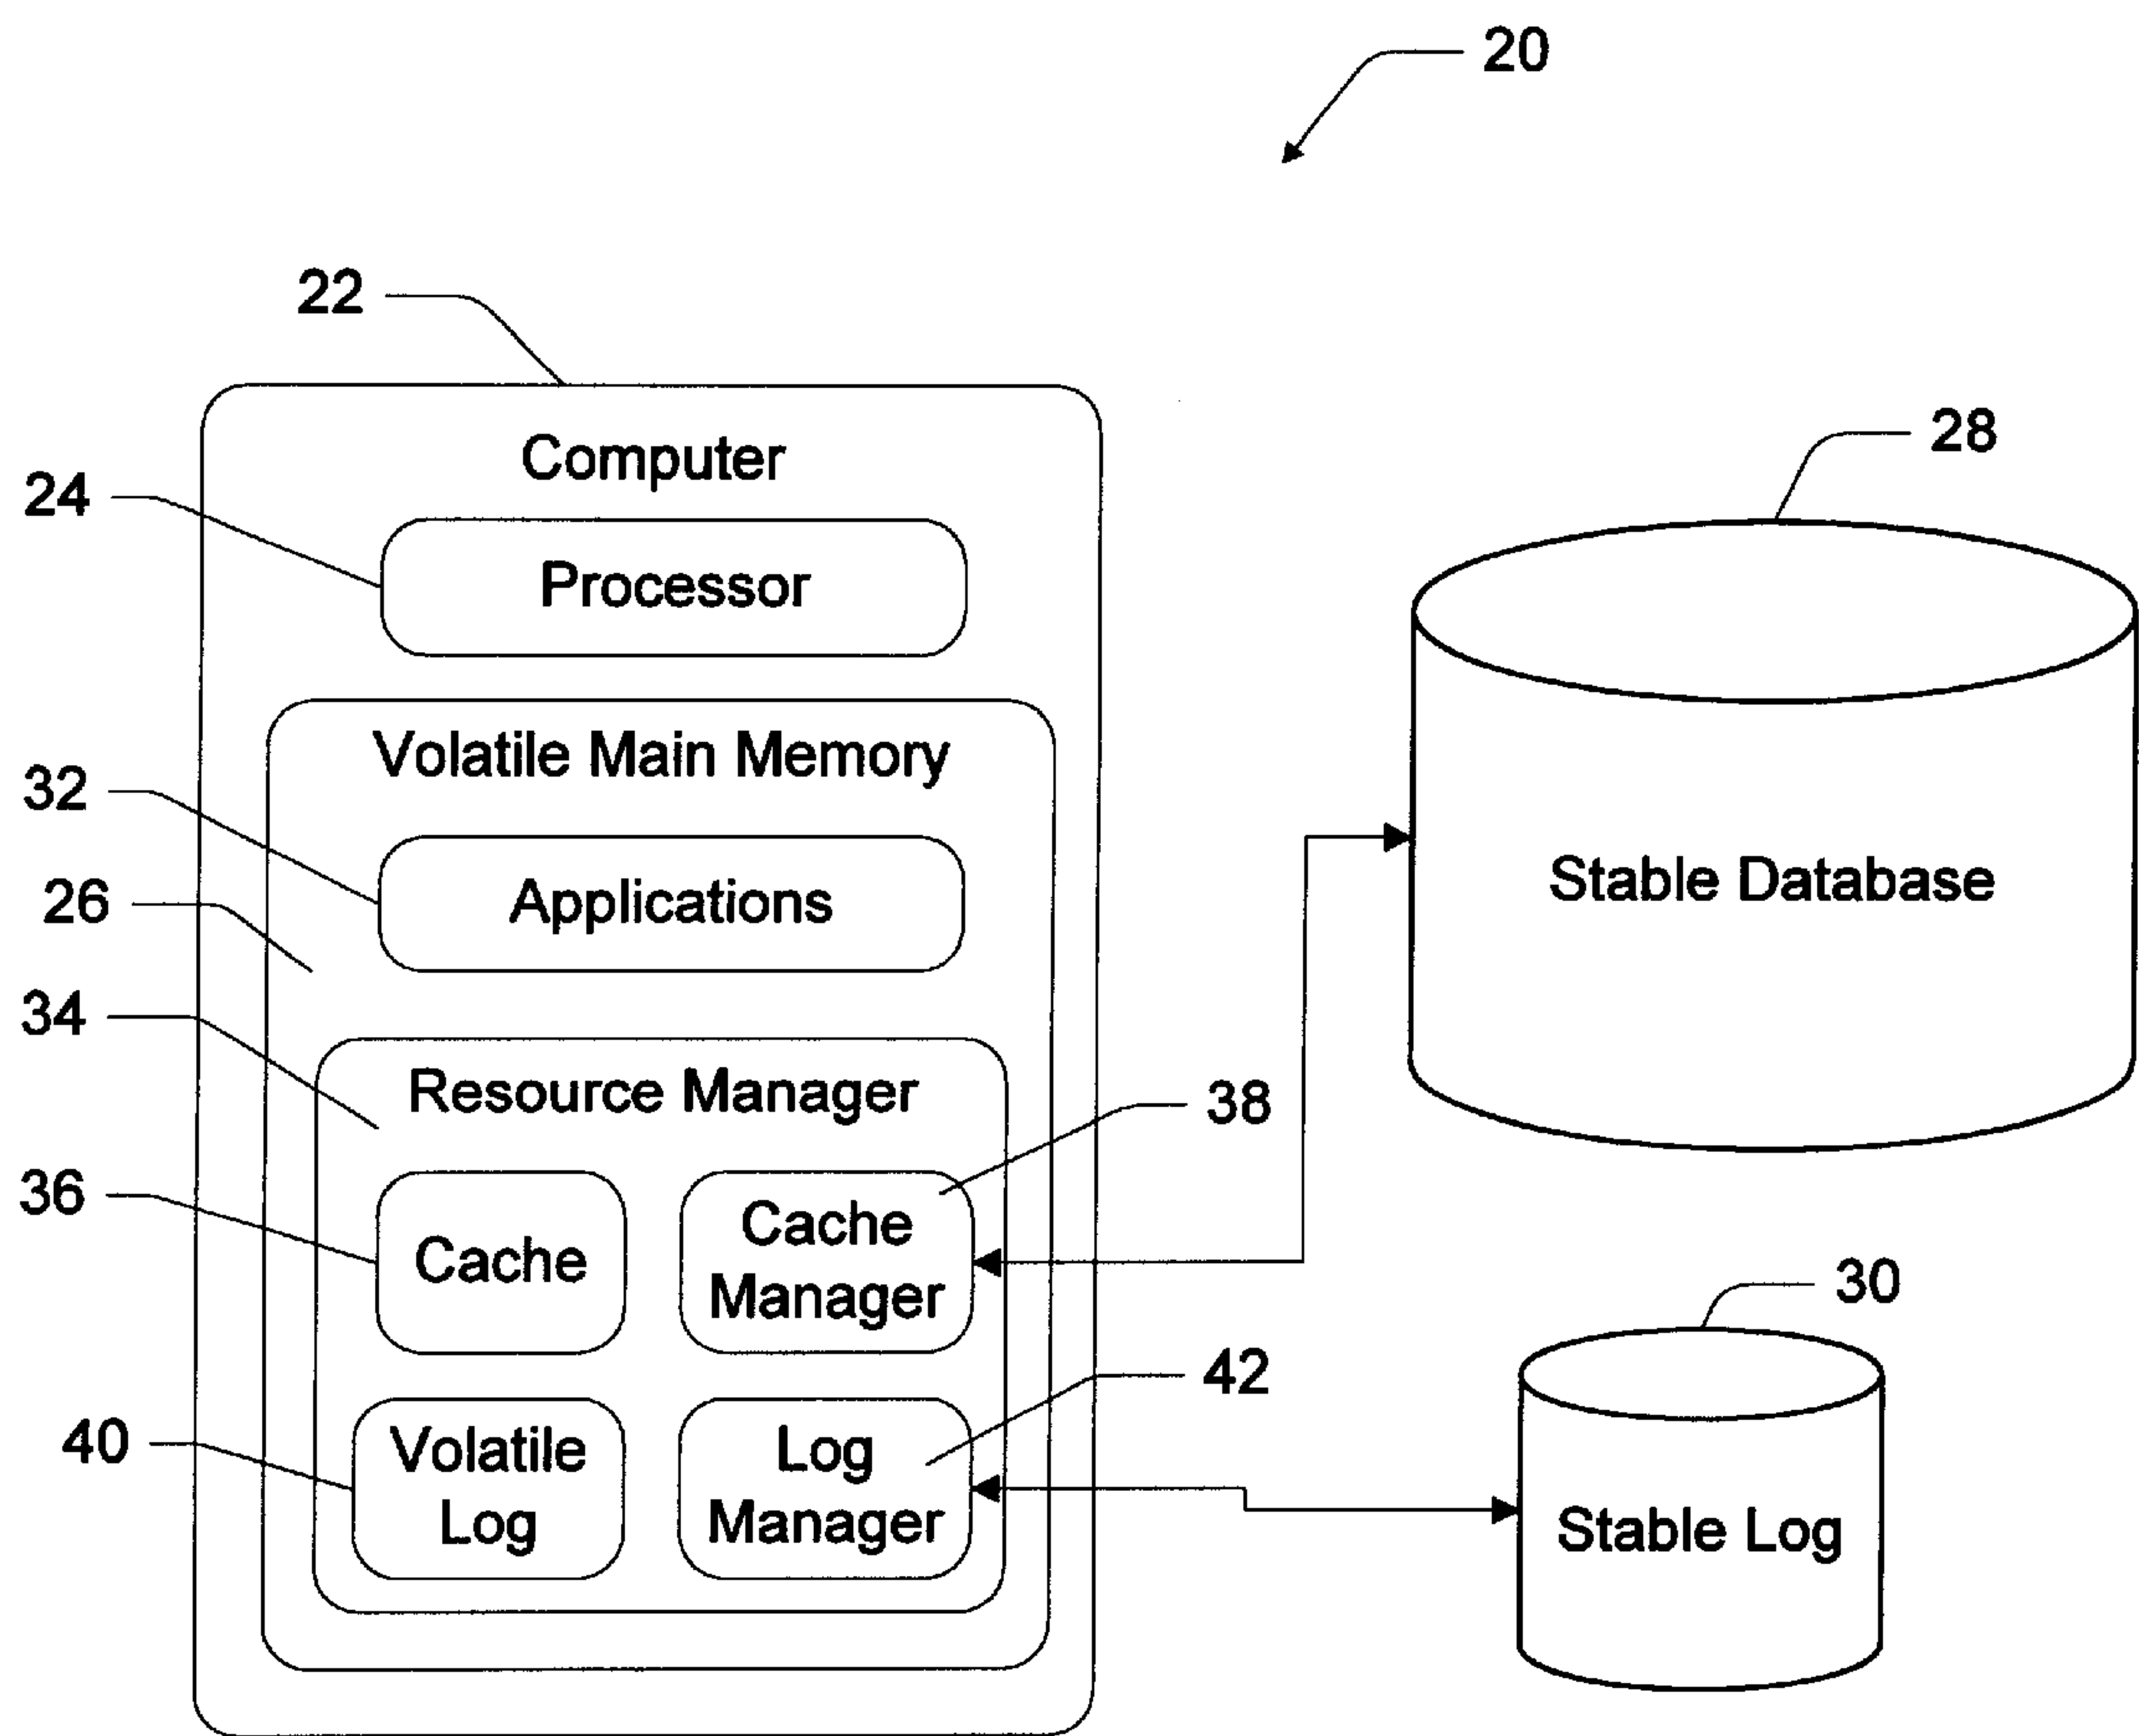 20
22
Computer
28
24
Processor
Volatile Main Memory
32
Applications
Stable Database
26
34
Resource Manager
38
36
Cache
Cache
Manager
30
42
40
Volatile
Log
Log
Manager
Stable Log